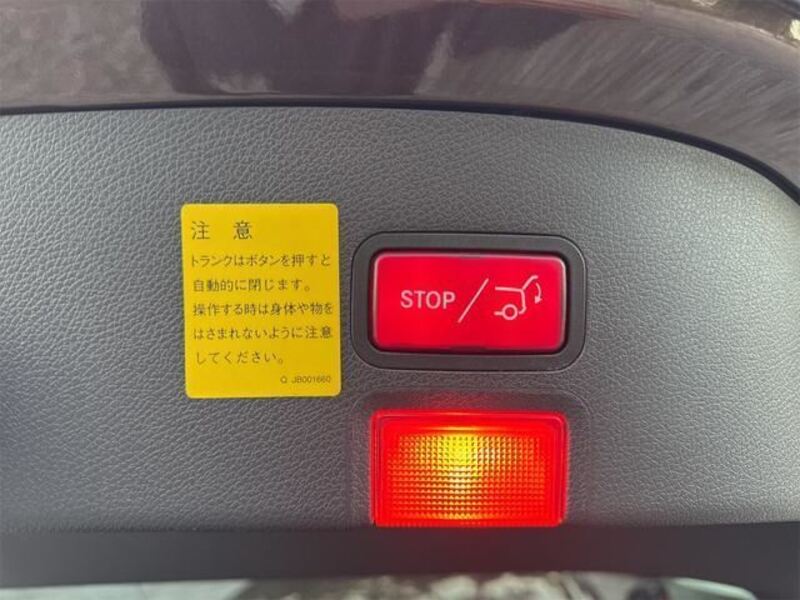 注 意
トランクはボタンを押すと
自動的に閉じます。
操作する時は身体や物を
はさまれないように注意
してください。
Q JB001660
STOP /